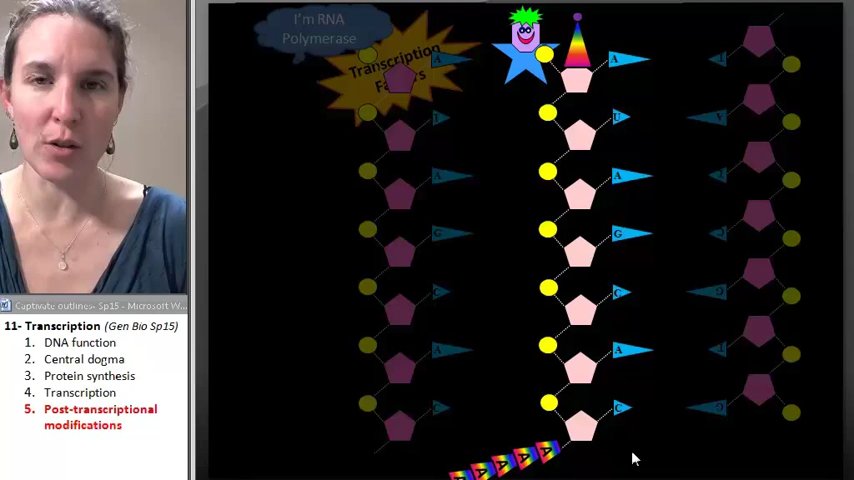 I'm RNA
Polymerase
Transcription
Factors
A
A
T
U
A
A
G
G
C
A
A
C
C
A
A
A
A
A
Captivate outlines- Sp15 - Microsoft W...
11- Transcription (Gen Bio Sp15)
1. DNA function
2. Central dogma
3. Protein synthesis
4. Transcription
5. Post-transcriptional
modifications